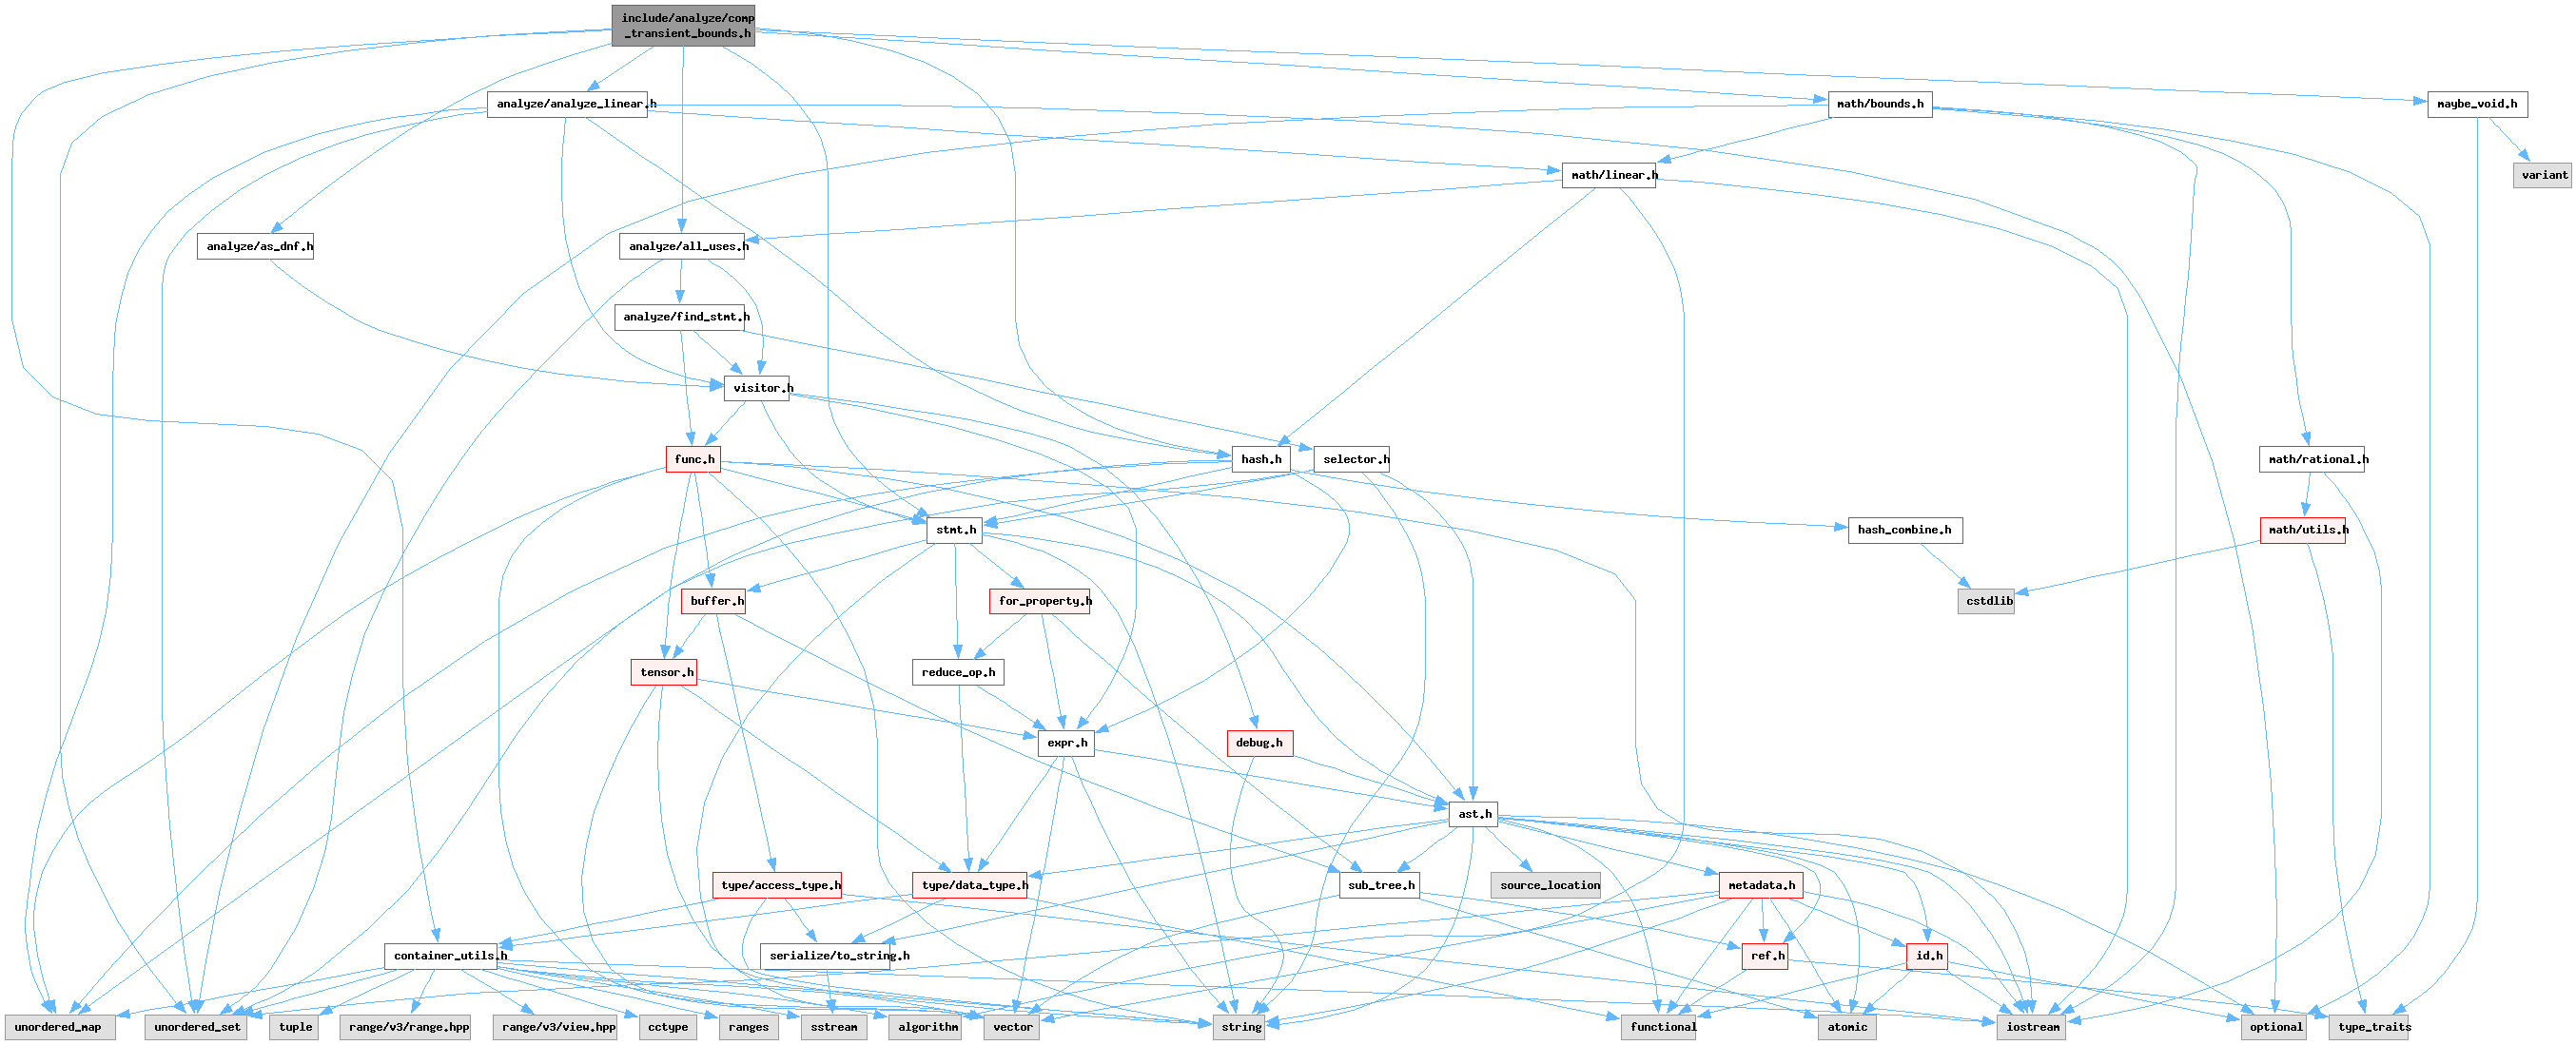 include/analyze/comp
_transient_bounds.h
analyze/analyze_linear.h
math/bounds.h
maybe_void.h
math/linear.h
variant
analyze/as_dnf.h
analyze/all_uses.h
analyze/find_stmt.h
visitor.h
func.h
hash.h
selector.h
math/rational.h
stmt.h
hash_combine.h
math/utils.h
buffer.h
for_property.h
cstdlib
tensor.h
reduce_op.h
expr.h
debug.h
ast.h
type/access_type.h
type/data_type.h
sub_tree.h
source_location
metadata.h
container_utils.h
serialize/to_string.h
ref.h
id.h
unordered_map
unordered_set
tuple
range/v3/range.hpp
range/v3/view.hpp
cctype
ranges
sstream
algorithm
vector
string
functional
atomic
iostream
optional
type_traits